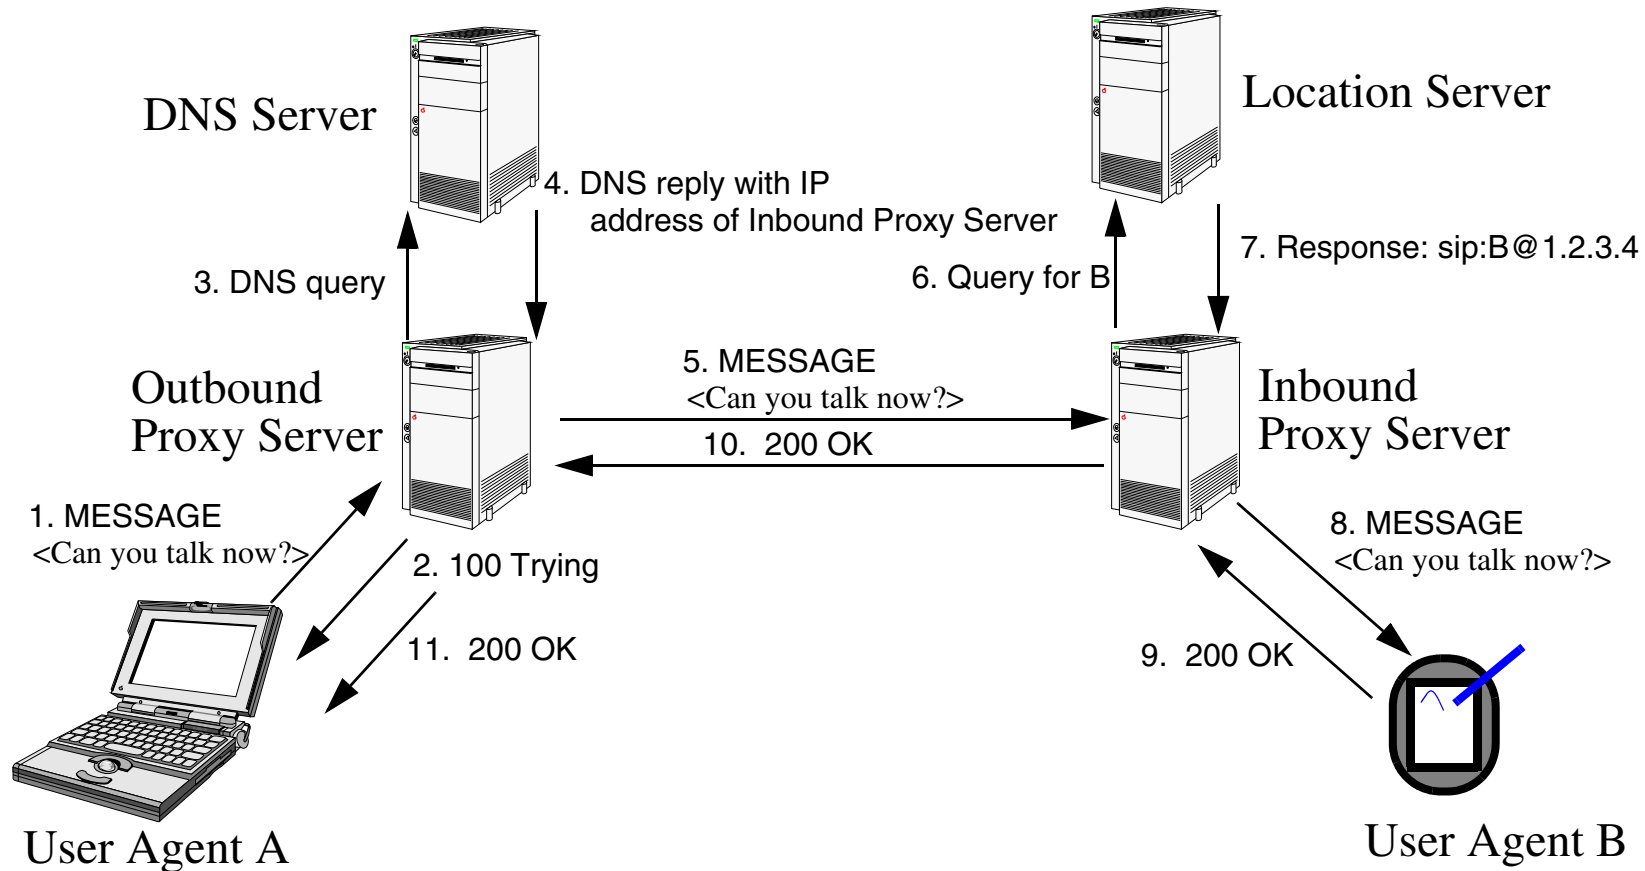 DNS Server
Location Server
4. DNS reply with IP
address of Inbound Proxy Server
3. DNS query
6. Query for B
7. Response: sip:B@1.2.3.4
Outbound
Proxy Server
5. MESSAGE
<Can you talk now?>
10. 200 OK
Inbound
Proxy Server
1. MESSAGE
<Can you talk now?>
2. 100 Trying
11. 200 OK
8. MESSAGE
<Can you talk now?>
9. 200 OK
User Agent A
User Agent B